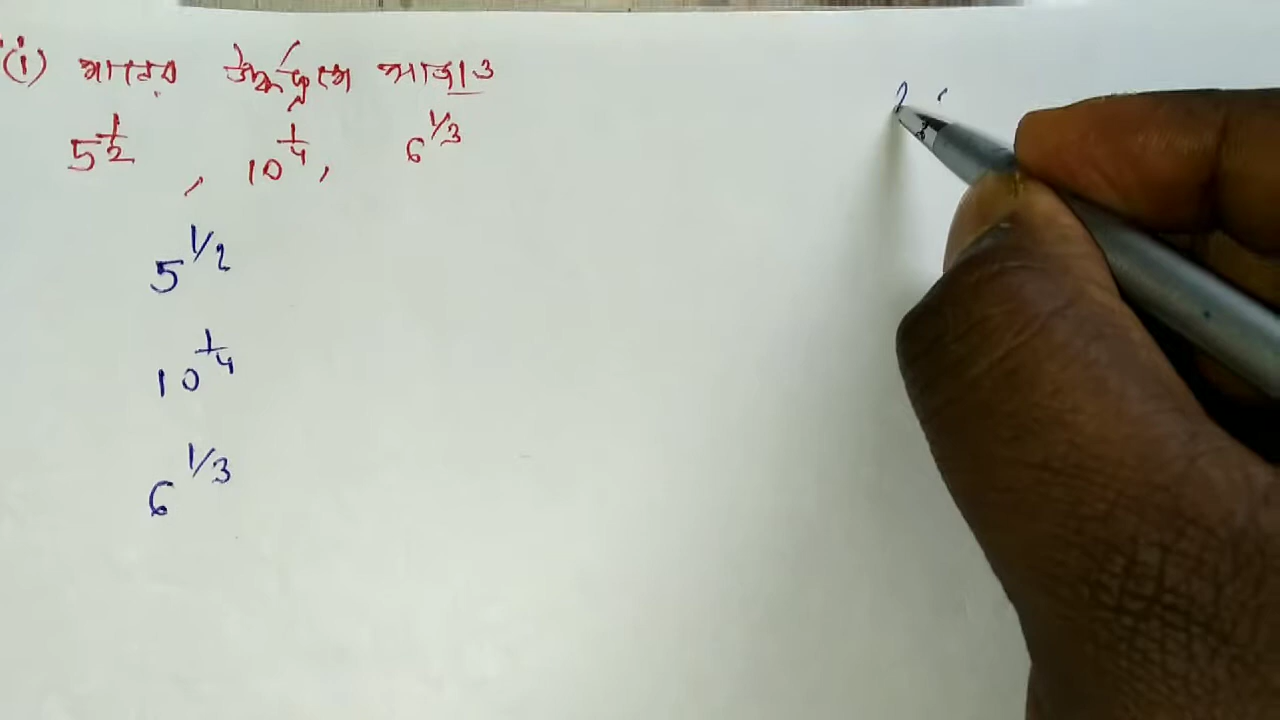 (i) মানের ঊর্ধ্বক্রমে সাজাও
5^{1/2}, 10^{1/4}, 6^{1/3}
5^{1/2}
10^{1/4}
6^{1/3}